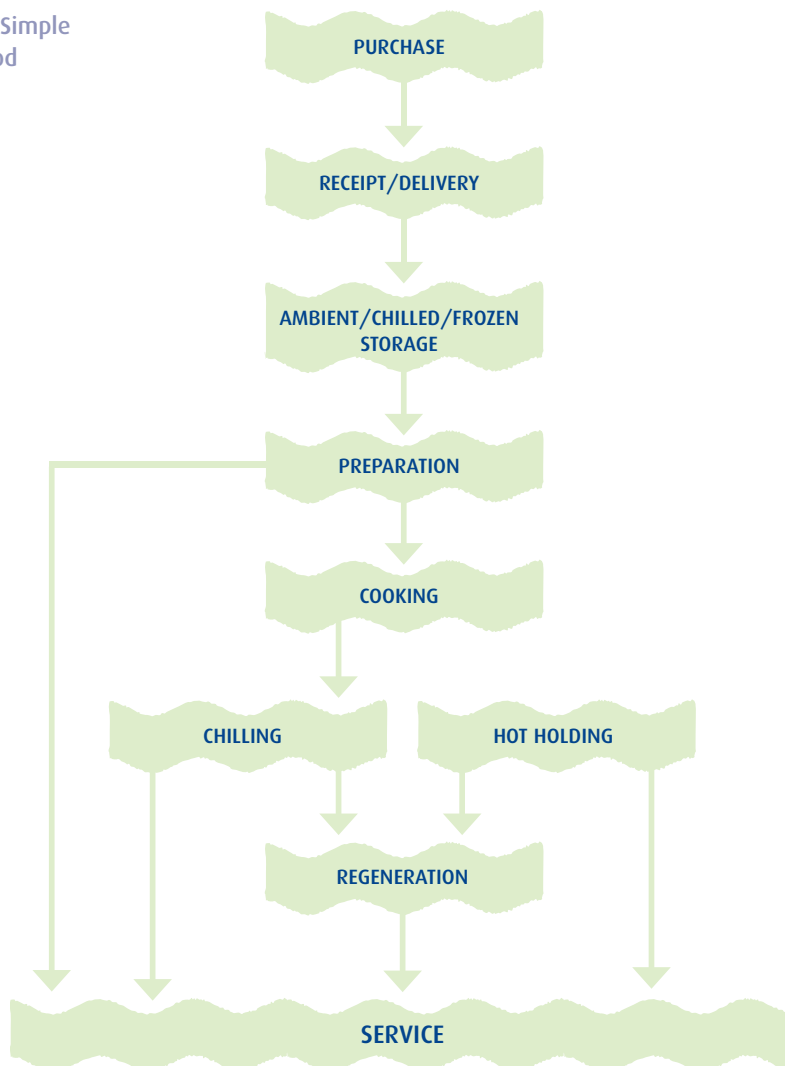 Simple
od
PURCHASE
RECEIPT/DELIVERY
AMBIENT/CHILLED/FROZEN
STORAGE
PREPARATION
COOKING
CHILLING
HOT HOLDING
REGENERATION
SERVICE